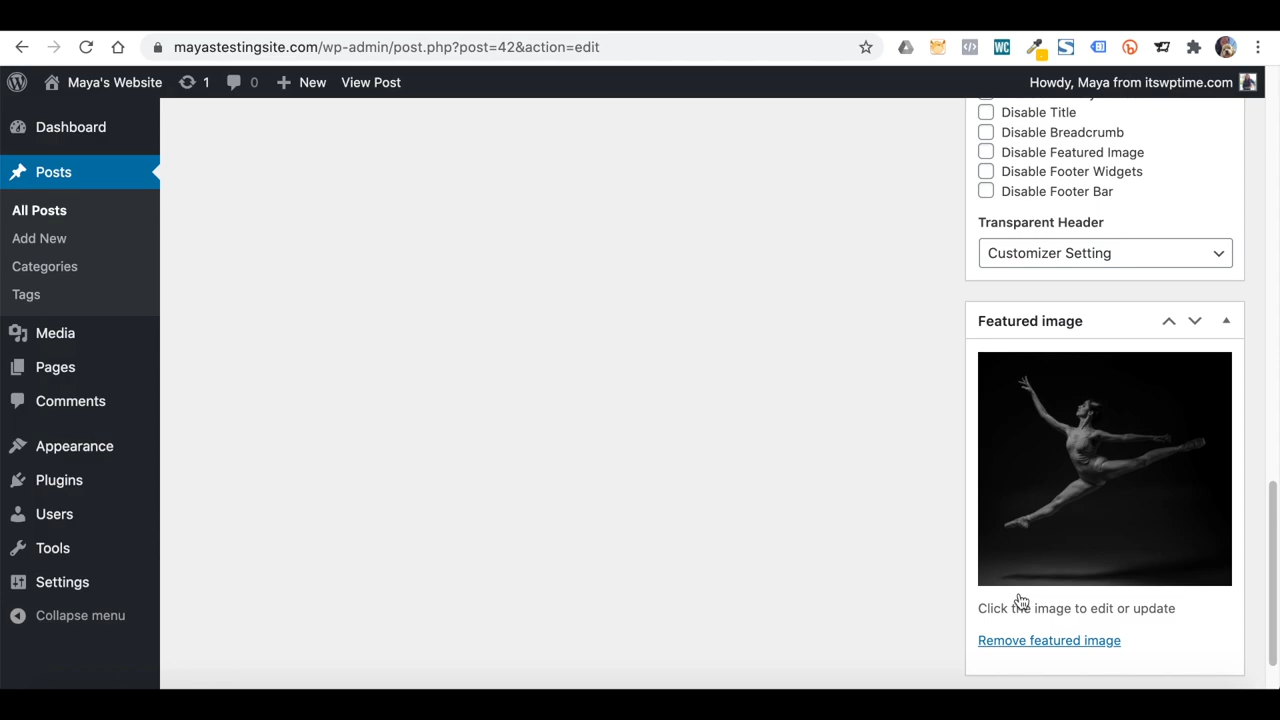 mayastestingsite.com/wp-admin/post.php?post=42&action=edit
Maya's Website 1 0 New View Post Howdy, Maya from itswptime.com
Dashboard
Posts
All Posts
Add New
Categories
Tags
Media
Pages
Comments
Appearance
Plugins
Users
Tools
Settings
Collapse menu
Disable Title
Disable Breadcrumb
Disable Featured Image
Disable Footer Widgets
Disable Footer Bar
Transparent Header
Customizer Setting
Featured image
Click the image to edit or update
Remove featured image